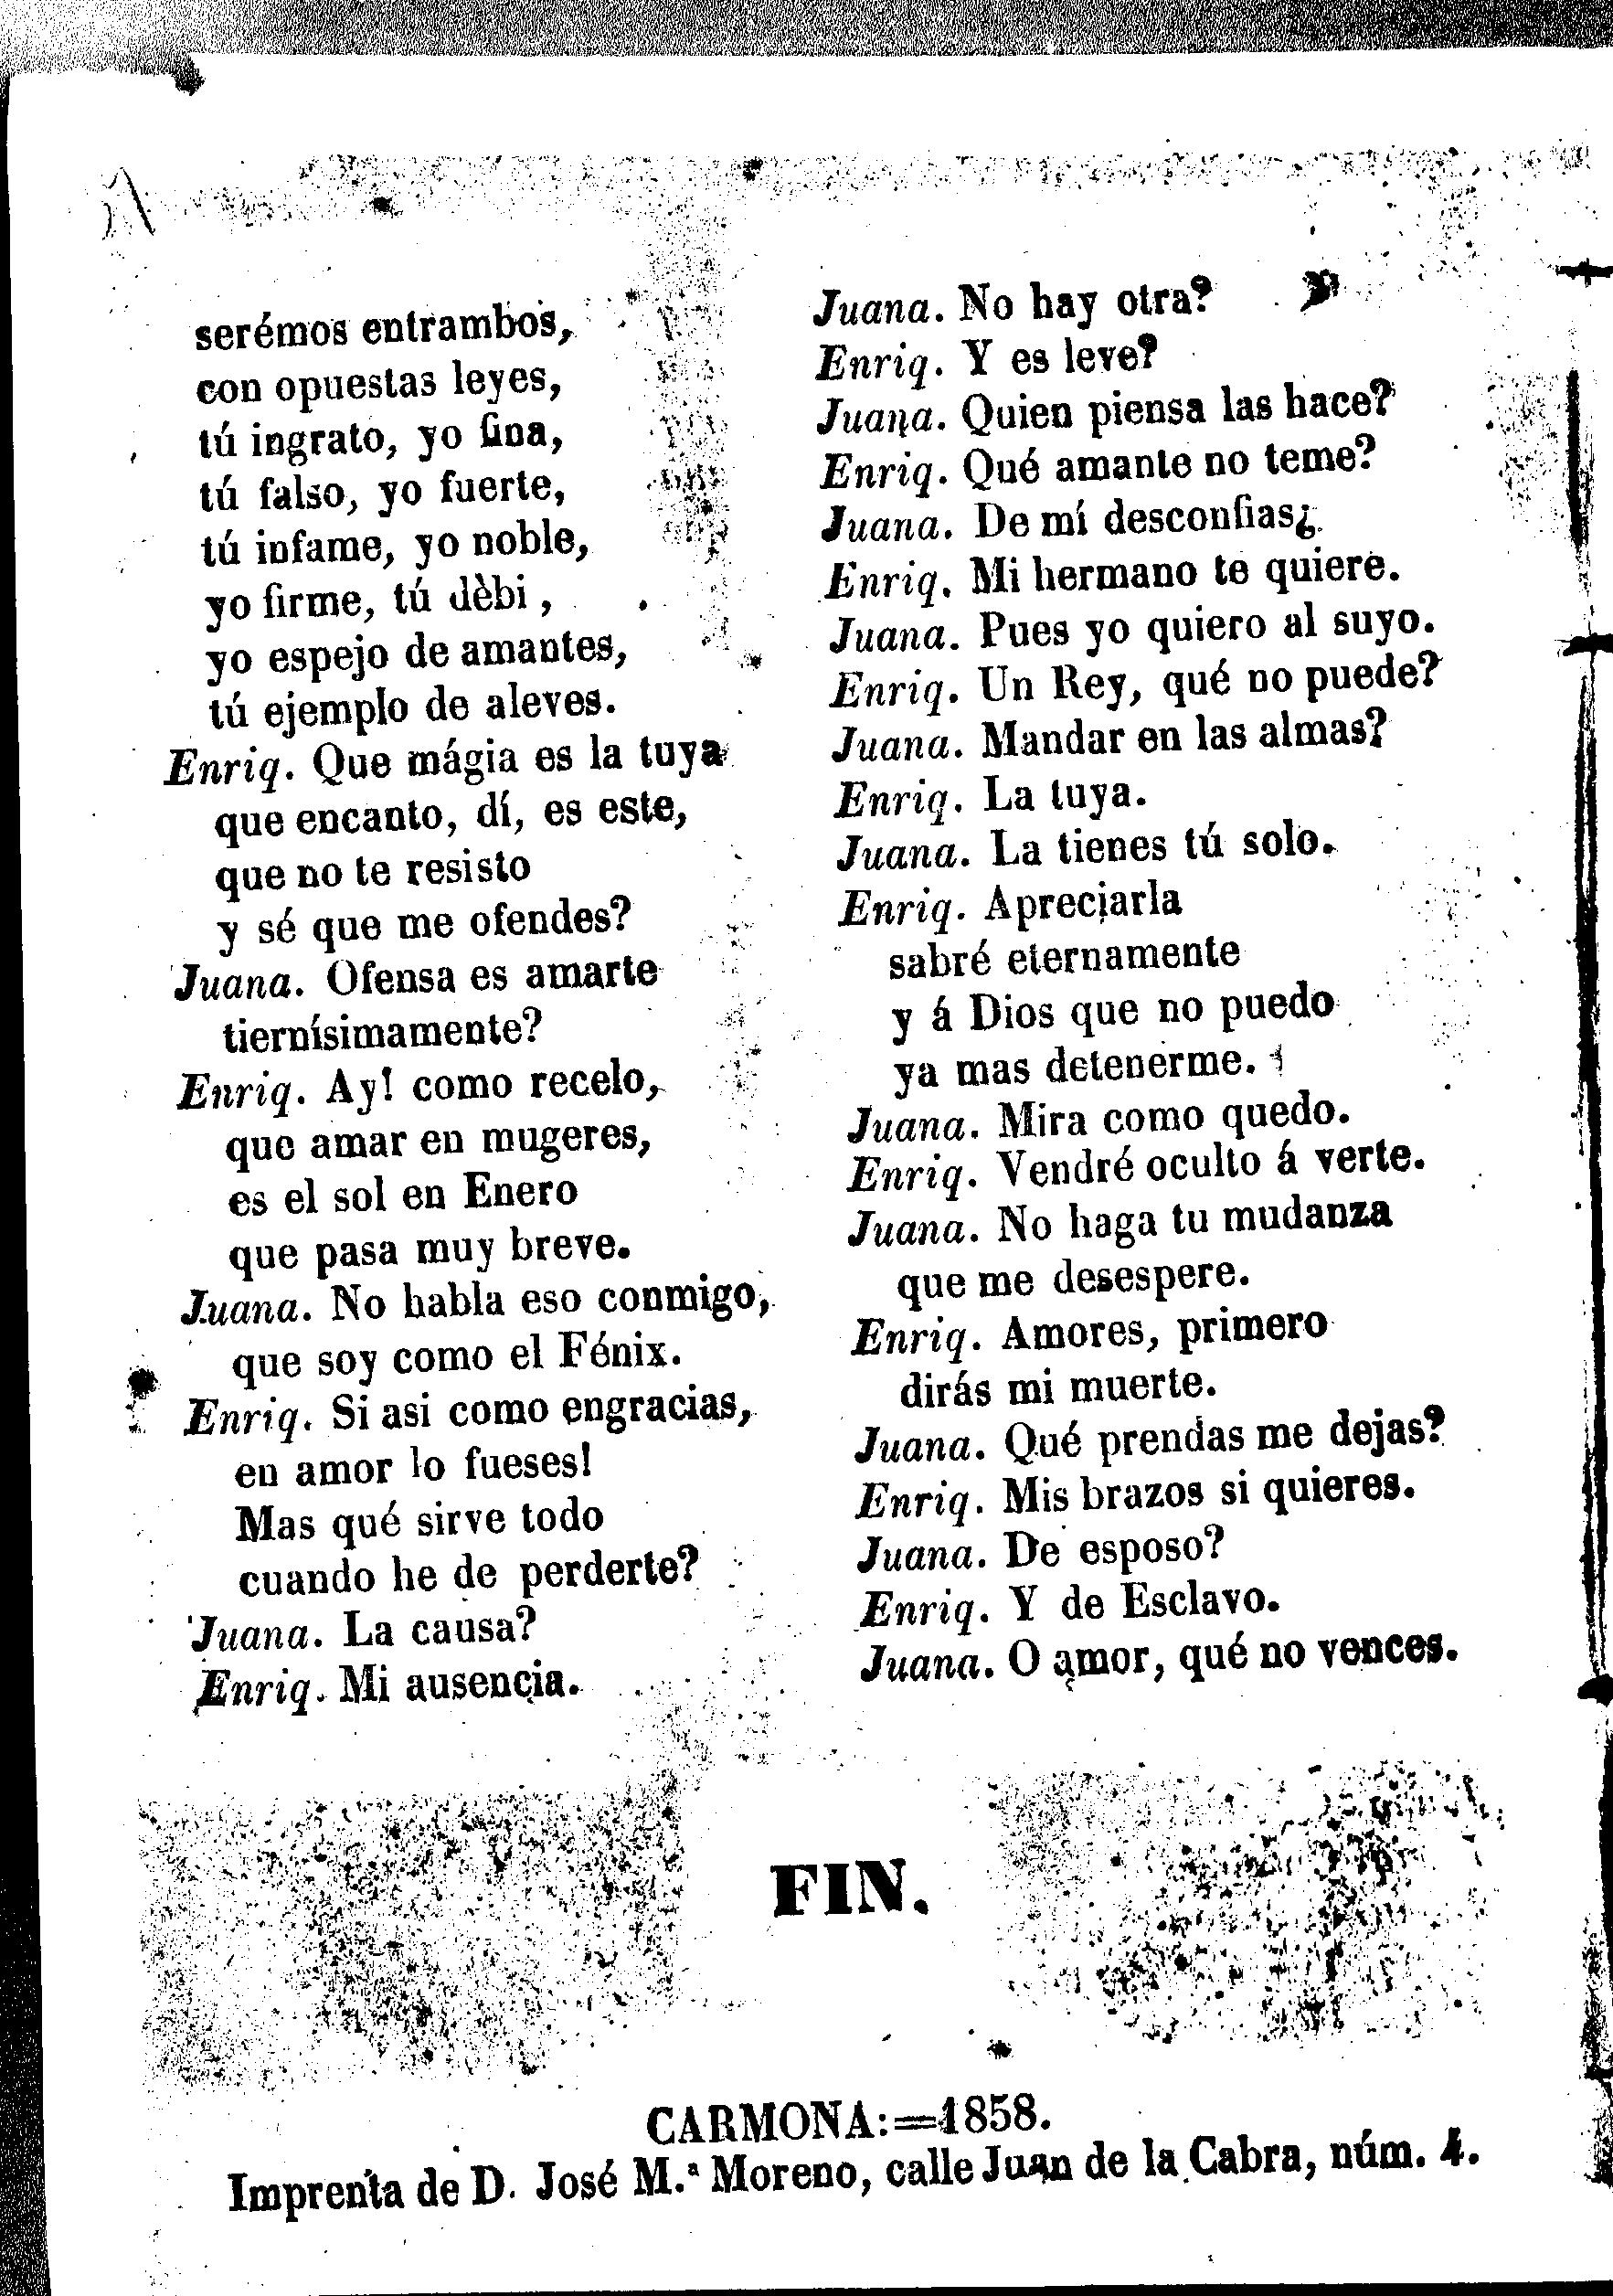 serémos entrambos,
con opuestas leyes,
tú ingrato, yo fina,
tú falso, yo fuerte,
tú infame, yo noble,
yo firme, tú dèbi ,
yo espejo de amantes,
tú ejemplo de aleves.
Enriq. Que mágia es la tuya
que encanto, dí, es este,
que no te resisto
y sé que me ofendes?
Juana. Ofensa es amarte
tiernísimamente?
Enriq. Ay! como recelo,
que amar en mugeres,
es el sol en Enero
que pasa muy breve.
Juana. No habla eso conmigo,
que soy como el Fénix.
Enriq. Si asi como engracias,
en amor lo fueses!
Mas qué sirve todo
cuando he de perderte?
Juana. La causa?
Enriq. Mi ausencia.
Juana. No hay otra?
Enriq. Y es leve?
Juana. Quien piensa las hace?
Enriq. Qué amante no teme?
Juana. De mí desconfias¿
Enriq. Mi hermano te quiere.
Juana. Pues yo quiero al suyo.
Enriq. Un Rey, qué no puede?
Juana. Mandar en las almas?
Enriq. La tuya.
Juana. La tienes tú solo.
Enriq. Apreciarla
sabré eternamente
y á Dios que no puedo
ya mas detenerme.
Juana. Mira como quedo.
Enriq. Vendré oculto á verte.
Juana. No haga tu mudanza
que me desespere.
Enriq. Amores, primero
dirás mi muerte.
Juana. Qué prendas me dejas?
Enriq. Mis brazos si quieres.
Juana. De esposo?
Enriq. Y de Esclavo.
Juana. O amor, qué no vences.
FIN.
CARMONA:=1858.
Imprenta de D. José M.ª Moreno, calle Juan de la Cabra, núm. 4.